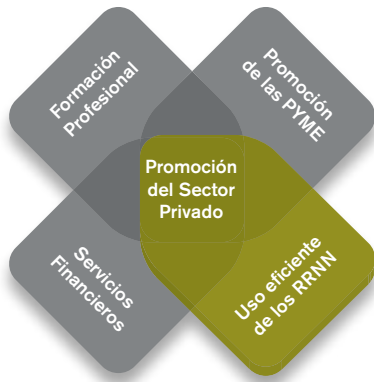 Formación
Profesional
Promoción
de las PYME
Promoción
del Sector
Privado
Servicios
Financieros
Uso eficiente
de los RRNN